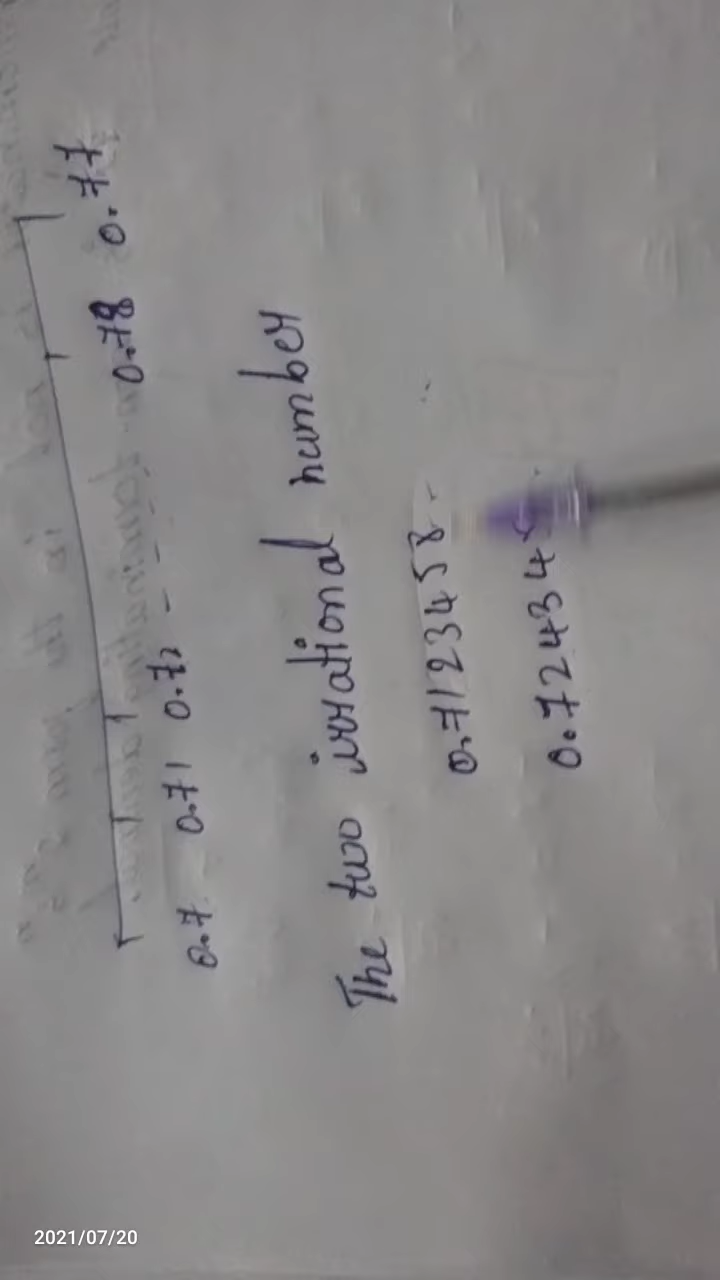 0.7 0.71 0.72 - - - 0.78 0.77
The two irrational number
0.7123458 - ..
0.72434
2021/07/20